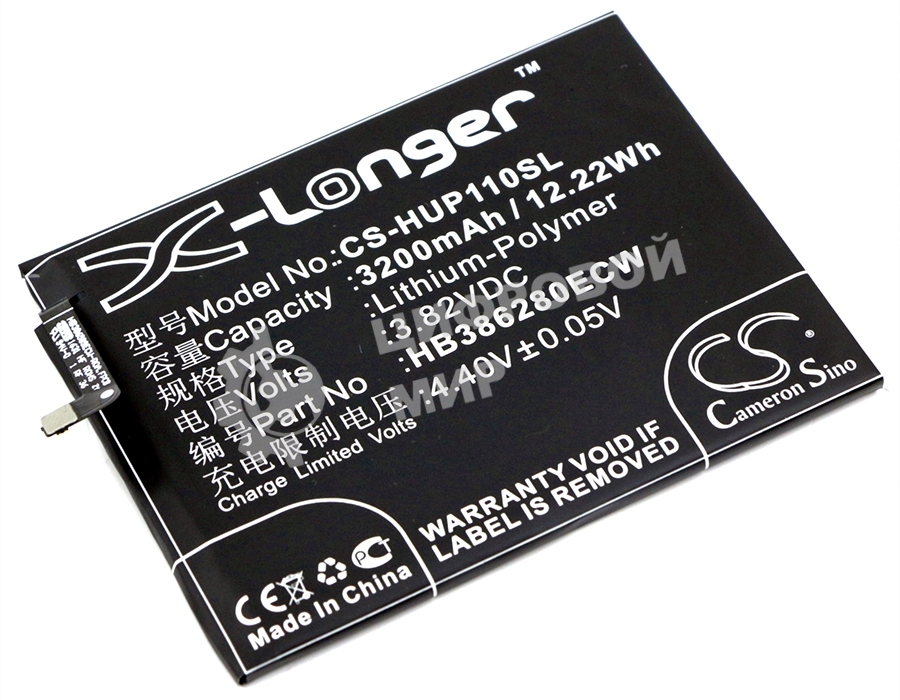 X-Longer™
型号Model No.: CS-HUP110SL
容量Capacity : 3200mAh / 12.22Wh
规格Type : Lithium-Polymer
电压Volts : 3.82VDC
编号Part No : HB386280ECW
充电限制电压 : 4.40V±0.05V
Charge Limited Volts
ЦИФРОВОЙ
МИР
CS
Cameron Sino
WARRANTY VOID IF
LABEL IS REMOVED
Made In China